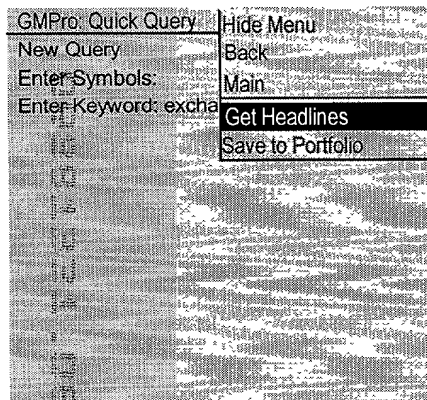 GMPro: Quick Query
New Query
Enter Symbols:
Enter Keyword: excha
Hide Menu
Back
Main
Get Headlines
Save to Portfolio